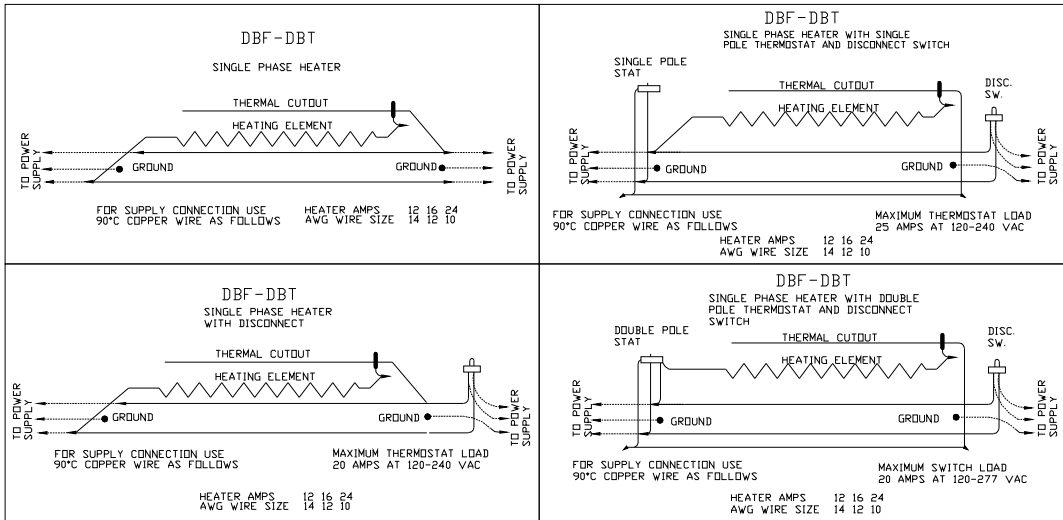 DBF-DBT
SINGLE PHASE HEATER
THERMAL CUTOUT
HEATING ELEMENT
TO POWER
SUPPLY
GROUND
GROUND
TO POWER
SUPPLY
FOR SUPPLY CONNECTION USE
90°C COPPER WIRE AS FOLLOWS
HEATER AMPS 12 16 24
AWG WIRE SIZE 14 12 10
DBF-DBT
SINGLE PHASE HEATER WITH SINGLE
POLE THERMOSTAT AND DISCONNECT SWITCH
SINGLE POLE
STAT
THERMAL CUTOUT
HEATING ELEMENT
DISC.
SW.
TO POWER
SUPPLY
GROUND
GROUND
TO POWER
SUPPLY
FOR SUPPLY CONNECTION USE
90°C COPPER WIRE AS FOLLOWS
MAXIMUM THERMOSTAT LOAD
25 AMPS AT 120-240 VAC
HEATER AMPS 12 16 24
AWG WIRE SIZE 14 12 10
DBF-DBT
SINGLE PHASE HEATER
WITH DISCONNECT
THERMAL CUTOUT
HEATING ELEMENT
TO POWER
SUPPLY
GROUND
GROUND
TO POWER
SUPPLY
FOR SUPPLY CONNECTION USE
90°C COPPER WIRE AS FOLLOWS
MAXIMUM THERMOSTAT LOAD
20 AMPS AT 120-240 VAC
HEATER AMPS 12 16 24
AWG WIRE SIZE 14 12 10
DBF-DBT
SINGLE PHASE HEATER WITH DOUBLE
POLE THERMOSTAT AND DISCONNECT
SWITCH
DOUBLE POLE
STAT
THERMAL CUTOUT
HEATING ELEMENT
DISC.
SW.
TO POWER
SUPPLY
GROUND
GROUND
TO POWER
SUPPLY
FOR SUPPLY CONNECTION USE
90°C COPPER WIRE AS FOLLOWS
MAXIMUM SWITCH LOAD
20 AMPS AT 120-277 VAC
HEATER AMPS 12 16 24
AWG WIRE SIZE 14 12 10